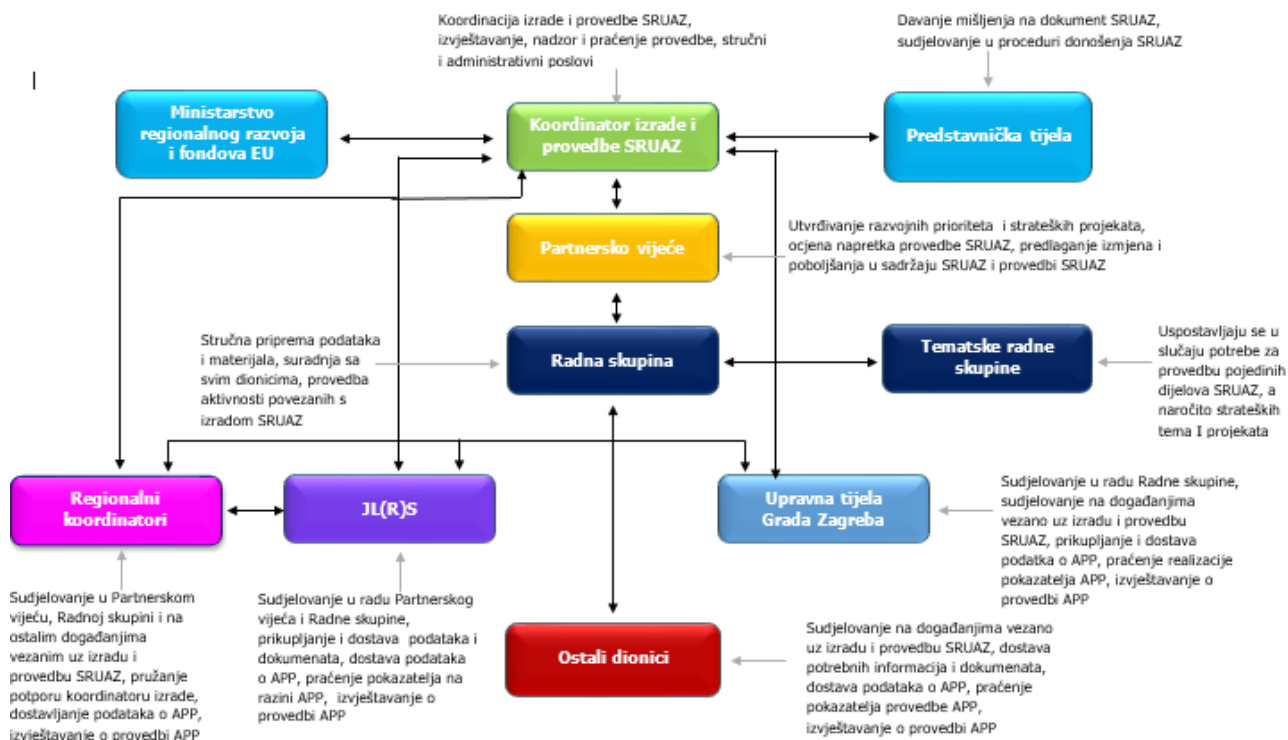 Koordinacija izrade i provedbe SRUAZ,
izvještavanje, nadzor i praćenje provedbe, stručni
i administrativni poslovi
Davanje mišljenja na dokument SRUAZ,
sudjelovanje u proceduri donošenja SRUAZ
Ministarstvo
regionalnog razvoja
i fondova EU
Koordinator izrade i
provedbe SRUAZ
Predstavnička tijela
Partnersko vijeće
Utvrđivanje razvojnih prioriteta i strateških projekata,
ocjena napretka provedbe SRUAZ, predlaganje izmjena i
poboljšanja u sadržaju SRUAZ i provedbi SRUAZ
Stručna priprema podataka
i materijala, suradnja sa
svim dionicima, provedba
aktivnosti povezanih s
izradom SRUAZ
Radna skupina
Tematske radne
skupine
Uspostavljaju se u
slučaju potrebe za
provedbu pojedinih
dijelova SRUAZ, a
naročito strateških
tema I projekata
Regionalni
koordinatori
JL(R)S
Upravna tijela
Grada Zagreba
Sudjelovanje u radu Radne skupine,
sudjelovanje na događanjima
vezano uz izradu i provedbu
SRUAZ, prikupljanje i dostava
podatka o APP, praćenje realizacije
pokazatelja APP, izvještavanje o
provedbi APP
Sudjelovanje u Partnerskom
vijeću, Radnoj skupini i na
ostalim događanjima
vezanim uz izradu i
provedbu SRUAZ, pružanje
potporu koordinatoru izrade,
dostavljanje podataka o APP,
izvještavanje o provedbi APP
Sudjelovanje u radu Partnerskog
vijeća i Radne skupine,
prikupljanje i dostava podataka i
dokumenata, dostava podataka
o APP, praćenje pokazatelja na
razini APP, izvještavanje o
provedbi APP
Ostali dionici
Sudjelovanje na događanjima vezano
uz izradu i provedbu SRUAZ, dostava
potrebnih informacija i dokumenata,
dostava podataka o APP, praćenje
pokazatelja provedbe APP,
izvještavanje o provedbi APP